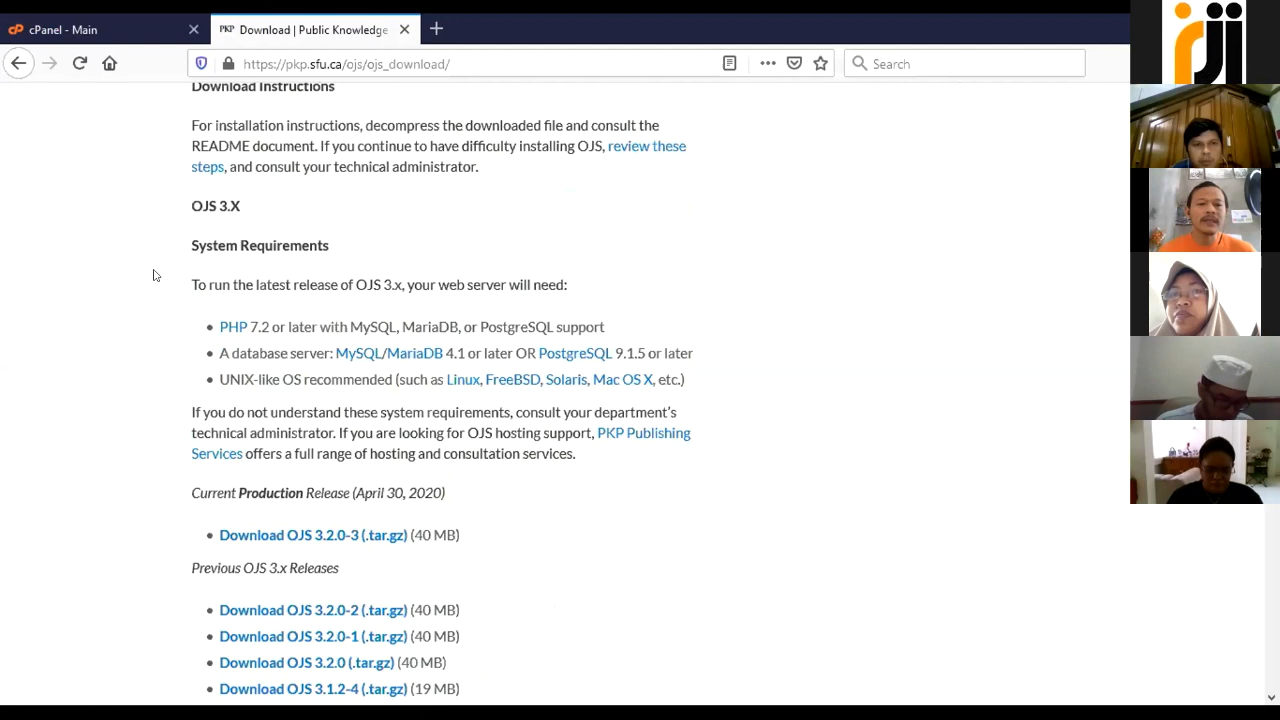 cPanel - Main
PKP Download | Public Knowledge
https://pkp.sfu.ca/ojs/ojs_download/
Search
rji
Download Instructions
For installation instructions, decompress the downloaded file and consult the
README document. If you continue to have difficulty installing OJS, review these
steps, and consult your technical administrator.
OJS 3.X
System Requirements
To run the latest release of OJS 3.x, your web server will need:
• PHP 7.2 or later with MySQL, MariaDB, or PostgreSQL support
• A database server: MySQL/MariaDB 4.1 or later OR PostgreSQL 9.1.5 or later
• UNIX-like OS recommended (such as Linux, FreeBSD, Solaris, Mac OS X, etc.)
If you do not understand these system requirements, consult your department’s
technical administrator. If you are looking for OJS hosting support, PKP Publishing
Services offers a full range of hosting and consultation services.
Current Production Release (April 30, 2020)
• Download OJS 3.2.0-3 (.tar.gz) (40 MB)
Previous OJS 3.x Releases
• Download OJS 3.2.0-2 (.tar.gz) (40 MB)
• Download OJS 3.2.0-1 (.tar.gz) (40 MB)
• Download OJS 3.2.0 (.tar.gz) (40 MB)
• Download OJS 3.1.2-4 (.tar.gz) (19 MB)